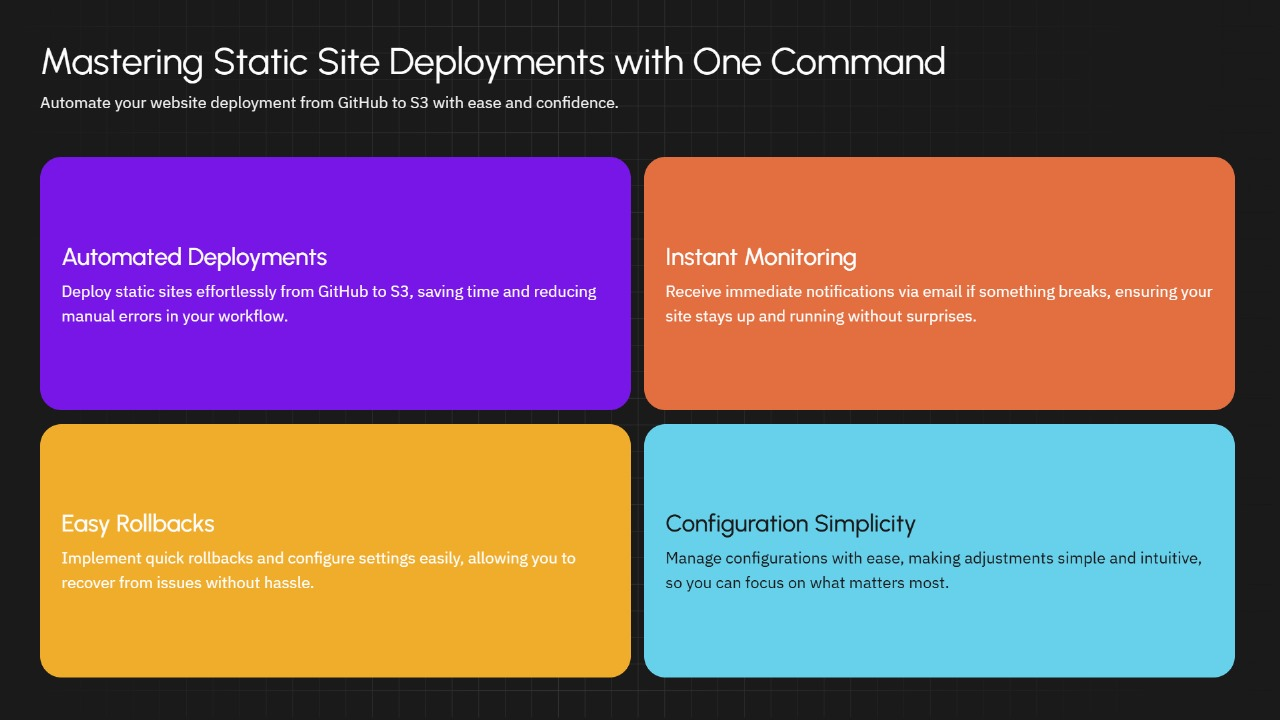 Mastering Static Site Deployments with One Command
Automate your website deployment from GitHub to S3 with ease and confidence.
Automated Deployments
Deploy static sites effortlessly from GitHub to S3, saving time and reducing
manual errors in your workflow.
Instant Monitoring
Receive immediate notifications via email if something breaks, ensuring your
site stays up and running without surprises.
Easy Rollbacks
Implement quick rollbacks and configure settings easily, allowing you to
recover from issues without hassle.
Configuration Simplicity
Manage configurations with ease, making adjustments simple and intuitive,
so you can focus on what matters most.